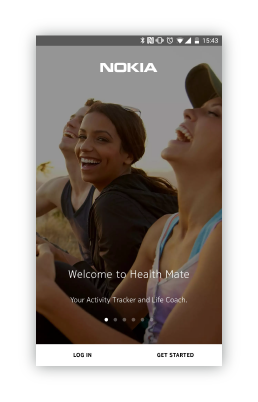 15:43
NOKIA
Welcome to Health Mate
Your Activity Tracker and Life Coach.
LOG IN
GET STARTED